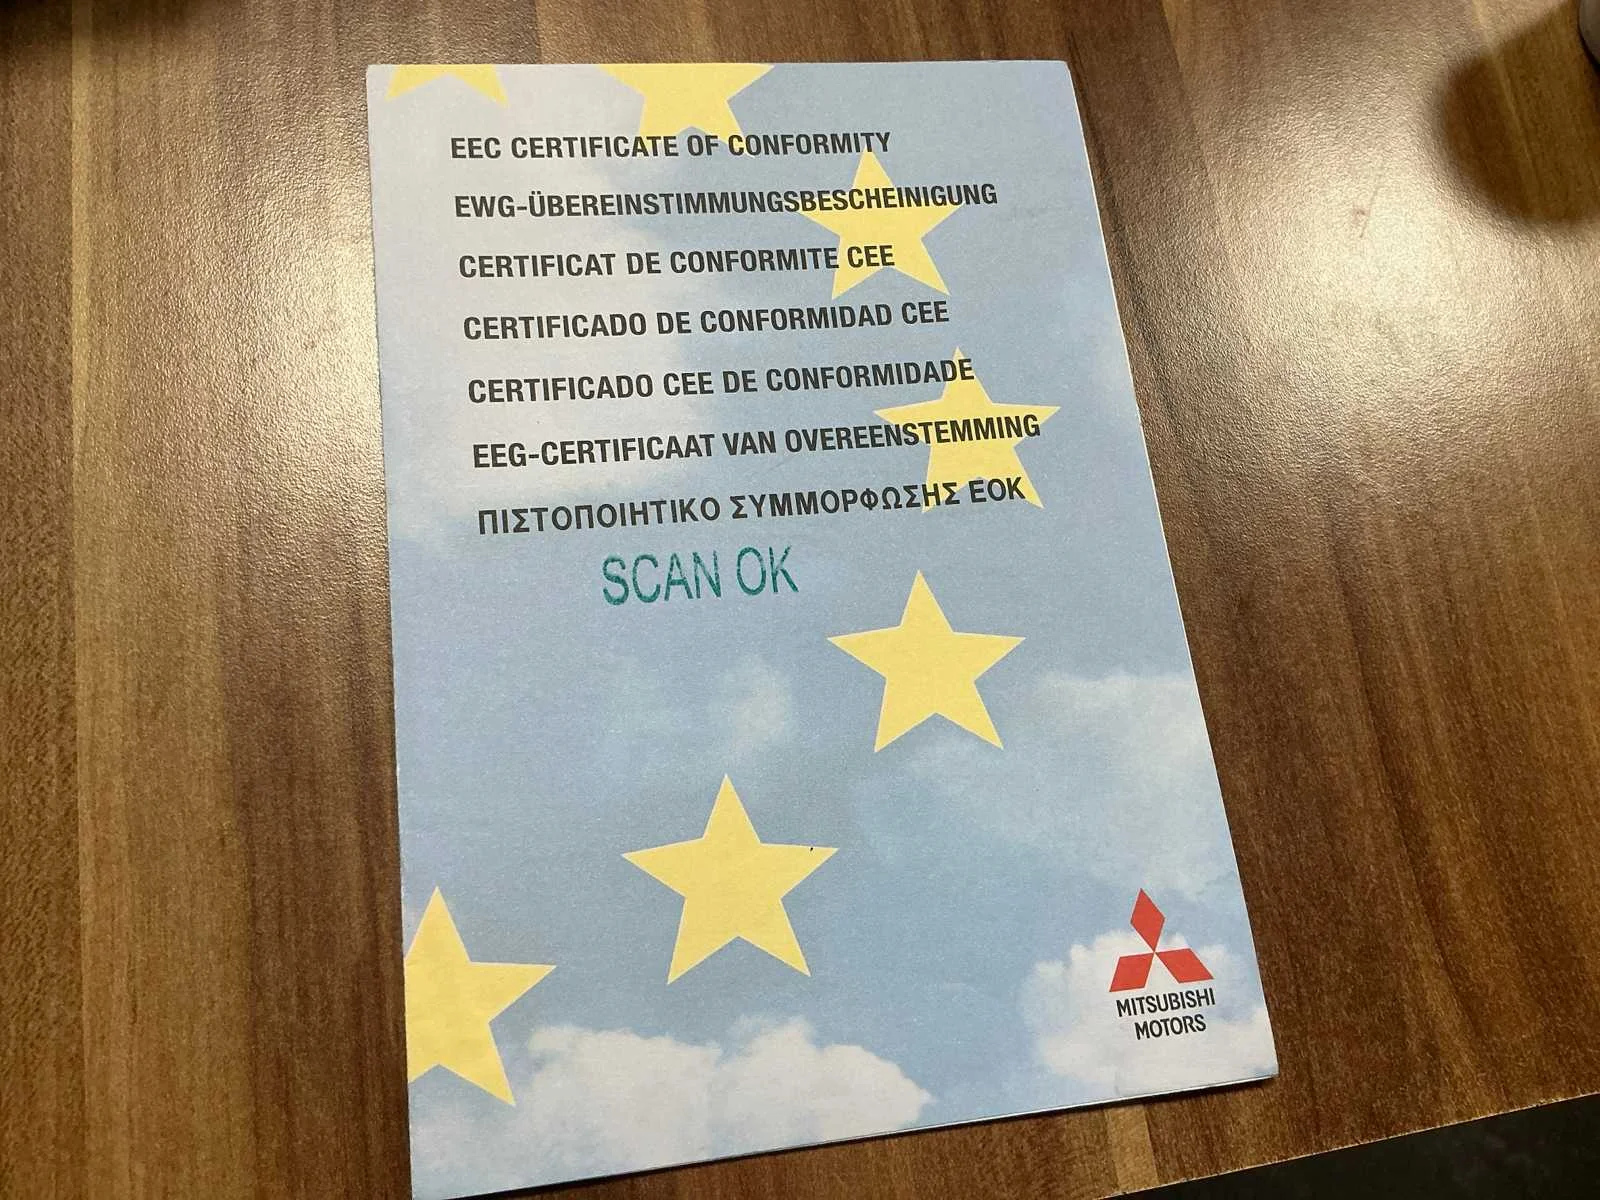 EEC CERTIFICATE OF CONFORMITY
EWG-ÜBEREINSTIMMUNGSBESCHEINIGUNG
CERTIFICAT DE CONFORMITE CEE
CERTIFICADO DE CONFORMIDAD CEE
CERTIFICADO CEE DE CONFORMIDADE
EEG-CERTIFICAAT VAN OVEREENSTEMMING
ΠΙΣΤΟΠΟΙΗΤΙΚΟ ΣΥΜΜΟΡΦΩΣΗΣ ΕΟΚ
SCAN OK
MITSUBISHI
MOTORS